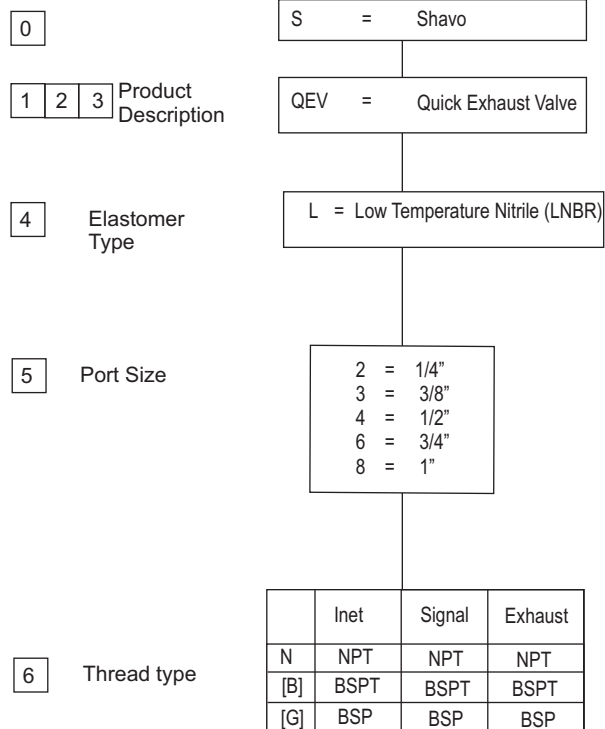 0 S = Shavo
1 2 3 Product Description QEV = Quick Exhaust Valve
4 Elastomer Type L = Low Temperature Nitrile (LNBR)
5 Port Size 2 = 1/4”
3 = 3/8”
4 = 1/2”
6 = 3/4”
8 = 1”
Inet Signal Exhaust
N NPT NPT NPT
6 Thread type [B] BSPT BSPT BSPT
[G] BSP BSP BSP